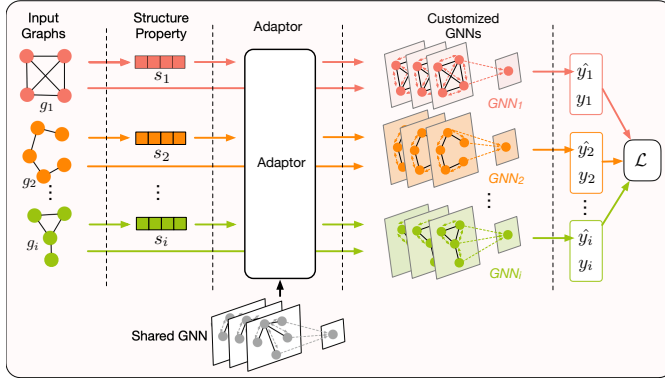 Input
Graphs
Structure
Property
Adaptor
Customized
GNNs
g₁
s₁
GNN₁
ŷ₁
y₁
g₂
s₂
Adaptor
GNN₂
ŷ₂
y₂
ℒ
gᵢ
sᵢ
GNNᵢ
ŷᵢ
yᵢ
Shared GNN